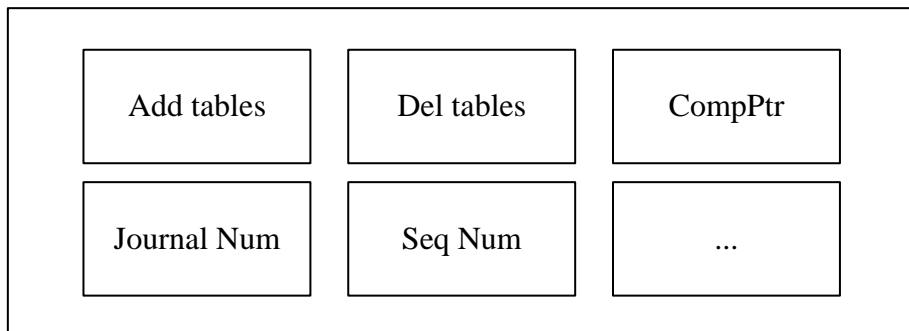 Add tables
Del tables
CompPtr
Journal Num
Seq Num
...